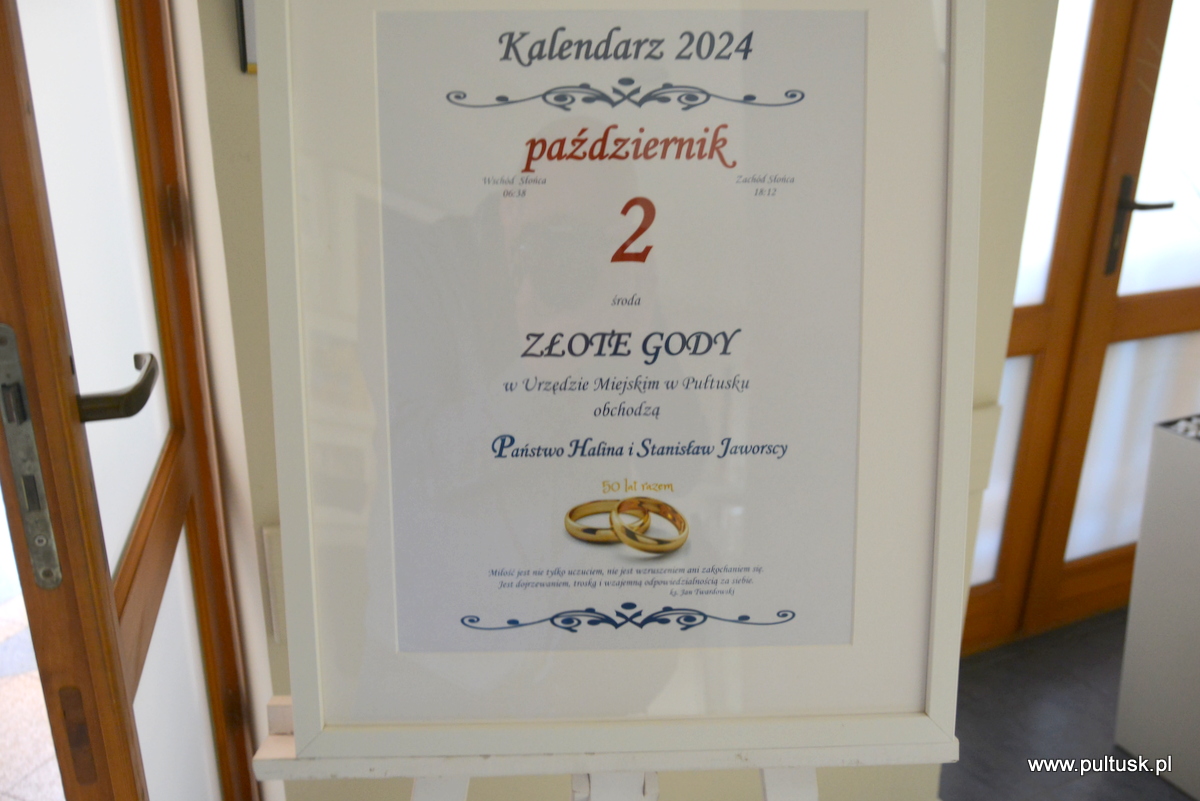 Kalendarz 2024
październik
Wschód Słońca
06:38
Zachód Słońca
18:12
2
środa
ZŁOTE GODY
w Urzędzie Miejskim w Pułtusku
obchodzą
Państwo Halina i Stanisław Jaworscy
50 lat razem
Miłość jest nie tylko uczuciem, nie jest wzruszeniem ani zakochaniem się.
Jest dojrzewaniem, troską i wzajemną odpowiedzialnością za siebie.
ks. Jan Twardowski
www.pultusk.pl